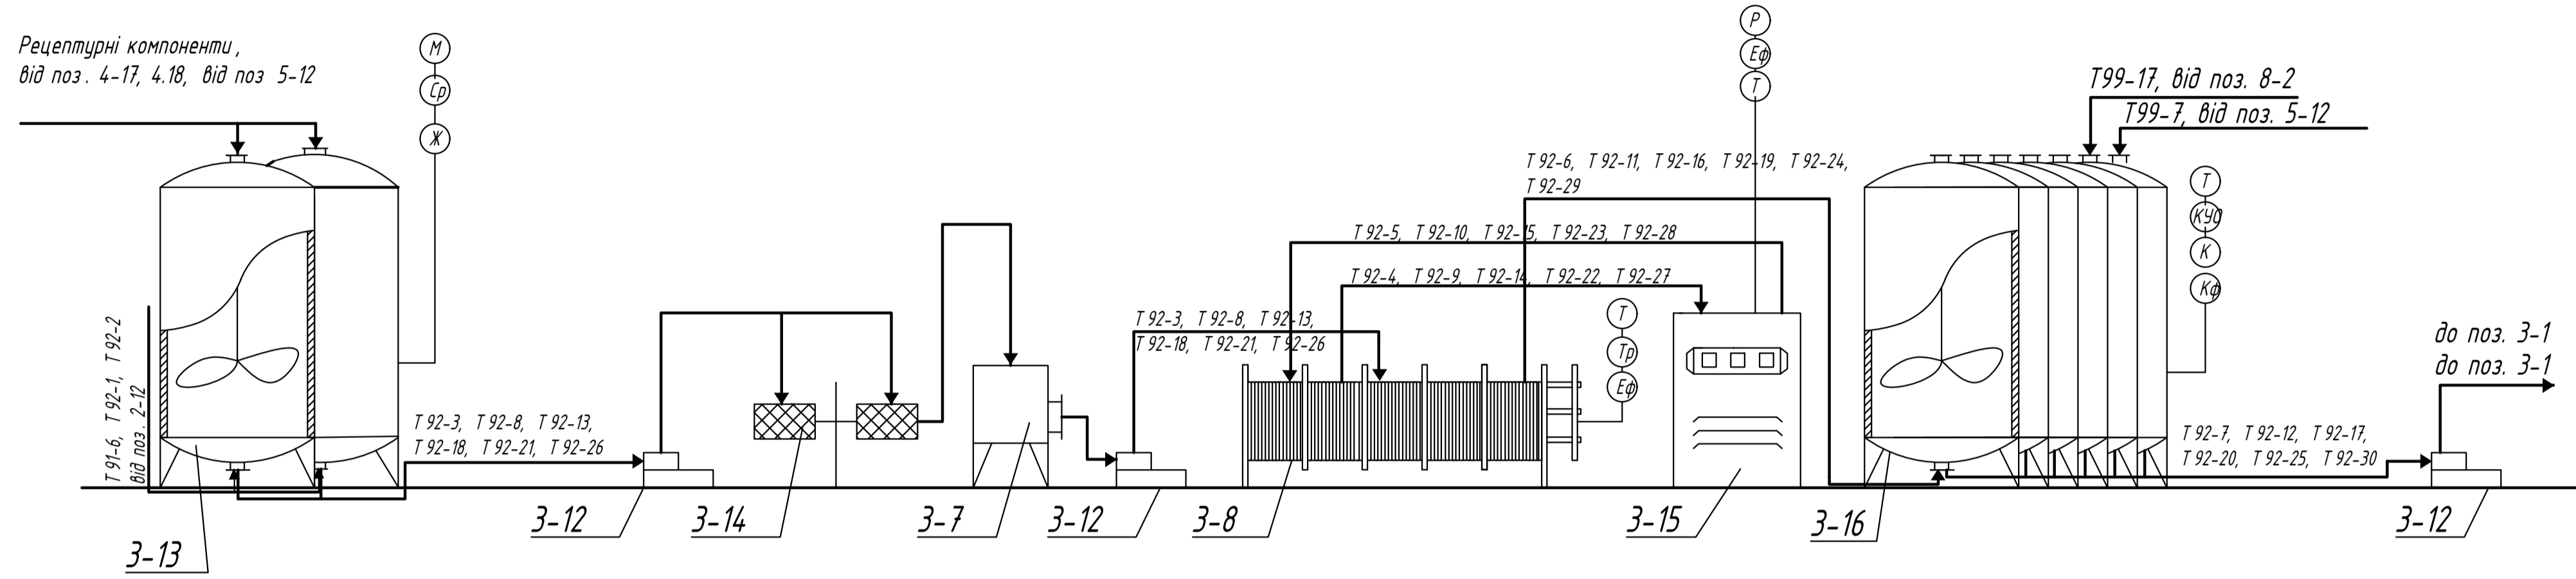 Рецептурні компоненти,
від поз. 4-17, 4.18, від поз 5-12
М
Ср
Ж
Т 91-6, Т 92-1, Т 92-2
від поз. 2-12
Т 92-3, Т 92-8, Т 92-13,
Т 92-18, Т 92-21, Т 92-26
Т 92-3, Т 92-8, Т 92-13,
Т 92-18, Т 92-21, Т 92-26
Р
Еф
Т
Т 92-6, Т 92-11, Т 92-16, Т 92-19, Т 92-24,
Т 92-29
Т 92-5, Т 92-10, Т 92-15, Т 92-23, Т 92-28
Т 92-4, Т 92-9, Т 92-14, Т 92-22, Т 92-27
Т
Тр
Еф
Т99-17, від поз. 8-2
Т99-7, від поз. 5-12
Т
КУО
К
Кф
до поз. 3-1
до поз. 3-1
Т 92-7, Т 92-12, Т 92-17,
Т 92-20, Т 92-25, Т 92-30
3-13
3-12
3-14
3-7
3-12
3-8
3-15
3-16
3-12